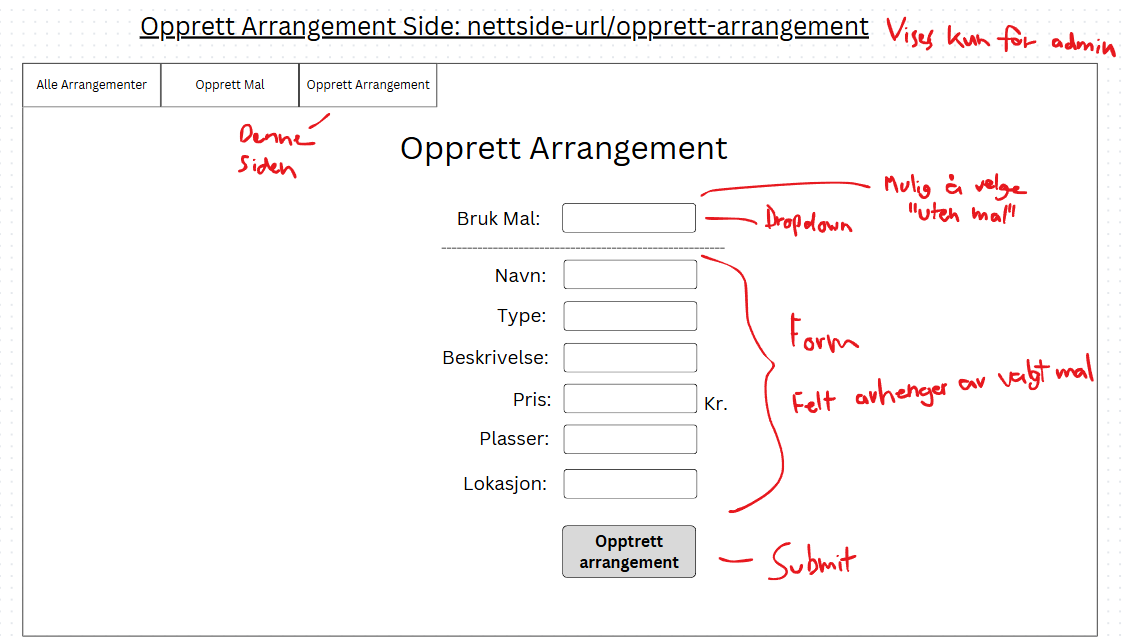 Opprett Arrangement Side: nettside-url/opprett-arrangement
Vises kun for admin
Alle Arrangementer
Opprett Mal
Opprett Arrangement
Denne
siden
Opprett Arrangement
Mulig å velge
"uten mal"
Bruk Mal:
Dropdown
-----------------------------------------------------------------
Navn:
Type:
Form
Beskrivelse:
Felt avhenger av valgt mal
Pris:
Kr.
Plasser:
Lokasjon:
Opptrett
arrangement
Submit